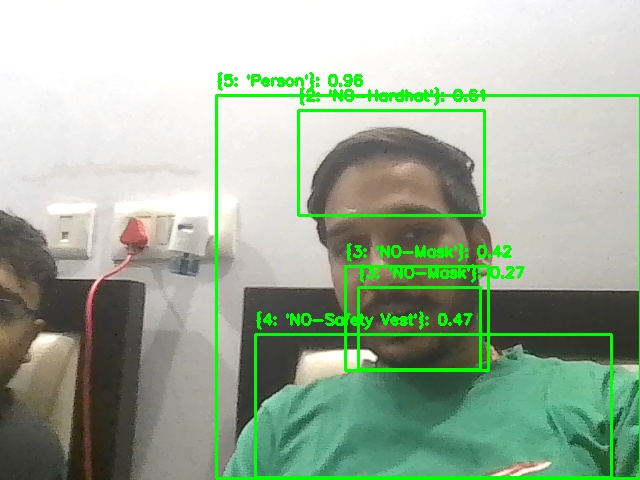 {5: 'Person'}: 0.96
{2: 'NO-Hardhat'}: 0.61
{3: 'NO-Mask'}: 0.42
{3: 'NO-Mask'}: 0.27
{4: 'NO-Safety Vest'}: 0.47